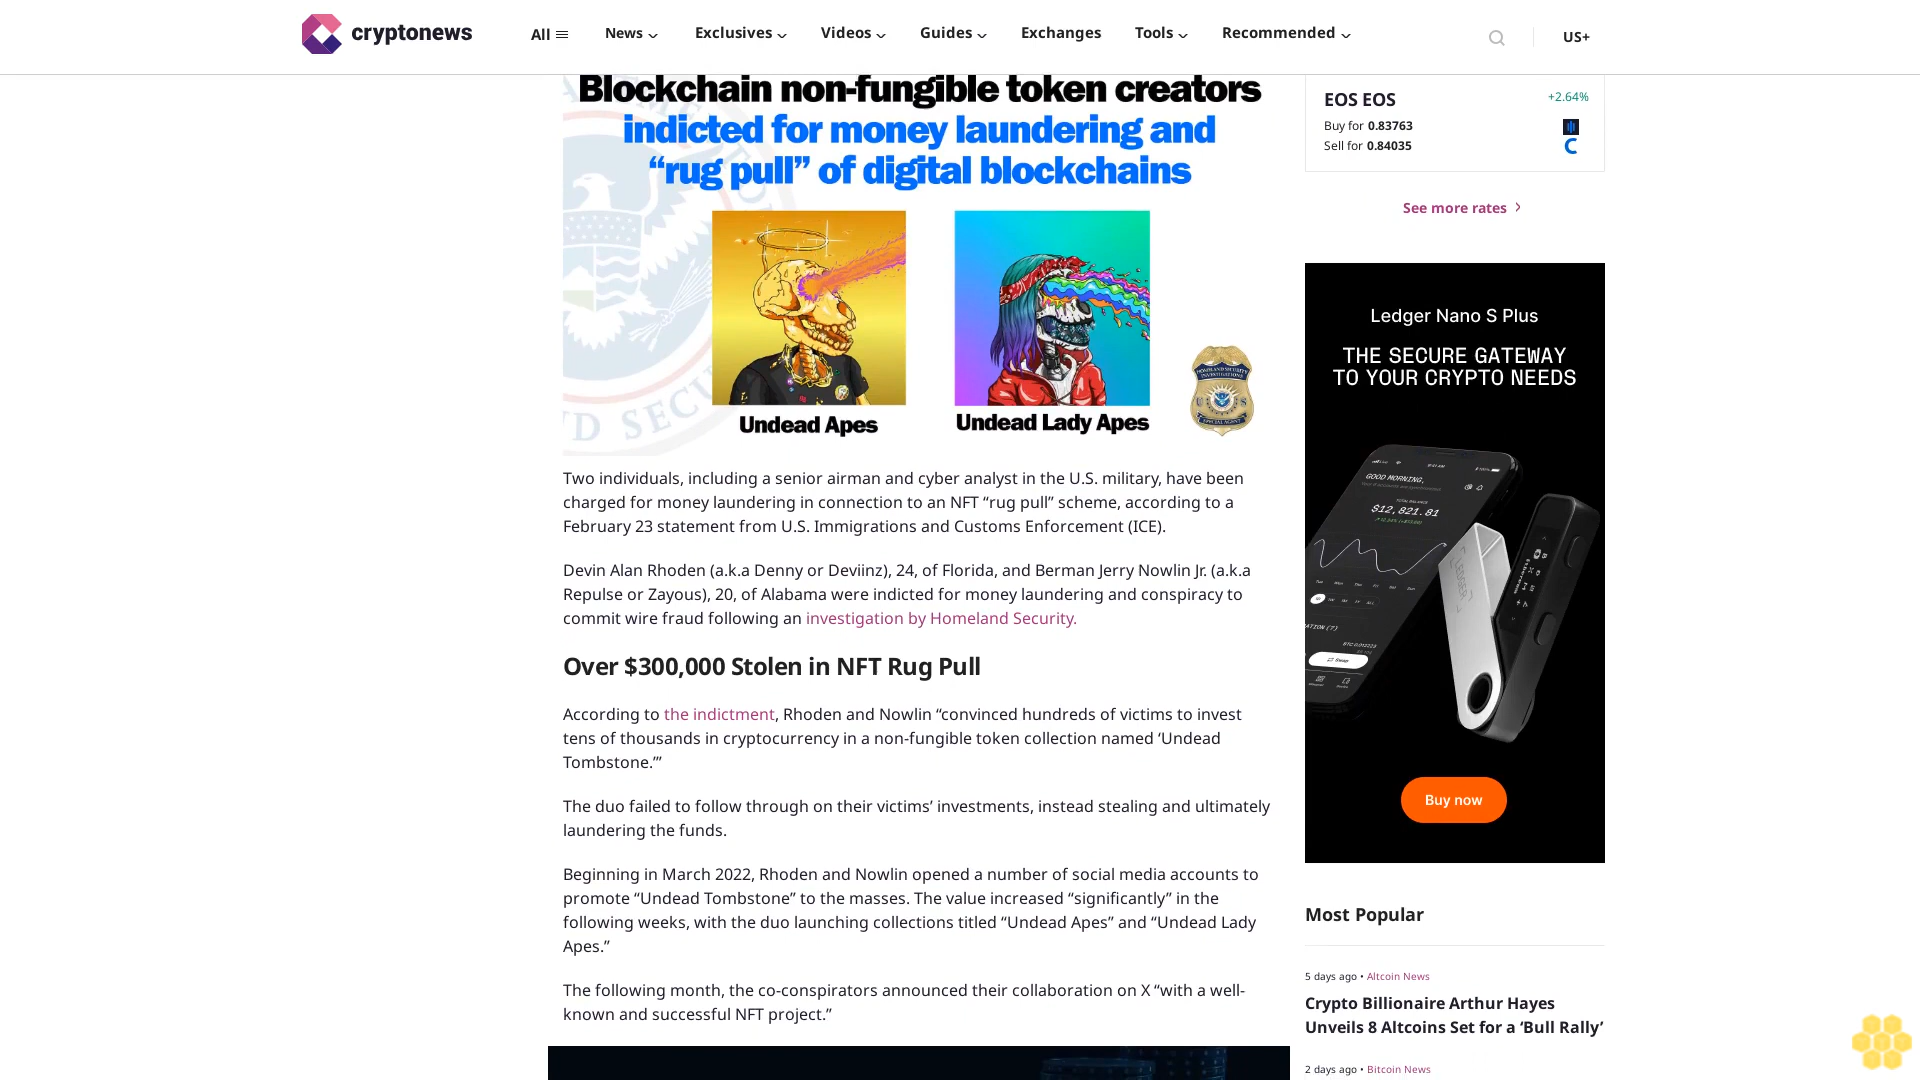 cryptonews
All
News
Exclusives
Videos
Guides
Exchanges
Tools
Recommended
US+
Blockchain non-fungible token creators
indicted for money laundering and
“rug pull” of digital blockchains
Undead Apes
Undead Lady Apes
Two individuals, including a senior airman and cyber analyst in the U.S. military, have been
charged for money laundering in connection to an NFT “rug pull” scheme, according to a
February 23 statement from U.S. Immigrations and Customs Enforcement (ICE).
Devin Alan Rhoden (a.k.a Denny or Deviinz), 24, of Florida, and Berman Jerry Nowlin Jr. (a.k.a
Repulse or Zayous), 20, of Alabama were indicted for money laundering and conspiracy to
commit wire fraud following an investigation by Homeland Security.
Over $300,000 Stolen in NFT Rug Pull
According to the indictment, Rhoden and Nowlin “convinced hundreds of victims to invest
tens of thousands in cryptocurrency in a non-fungible token collection named ‘Undead
Tombstone.’”
The duo failed to follow through on their victims’ investments, instead stealing and ultimately
laundering the funds.
Beginning in March 2022, Rhoden and Nowlin opened a number of social media accounts to
promote “Undead Tombstone” to the masses. The value increased “significantly” in the
following weeks, with the duo launching collections titled “Undead Apes” and “Undead Lady
Apes.”
The following month, the co-conspirators announced their collaboration on X “with a well-
known and successful NFT project.”
EOS EOS
+2.64%
Buy for 0.83763
Sell for 0.84035
See more rates
Ledger Nano S Plus
THE SECURE GATEWAY
TO YOUR CRYPTO NEEDS
GOOD MORNING,
TOTAL BALANCE
$12,821.81
Swap
LEDGER
Buy now
Most Popular
5 days ago • Altcoin News
Crypto Billionaire Arthur Hayes
Unveils 8 Altcoins Set for a ‘Bull Rally’
2 days ago • Bitcoin News